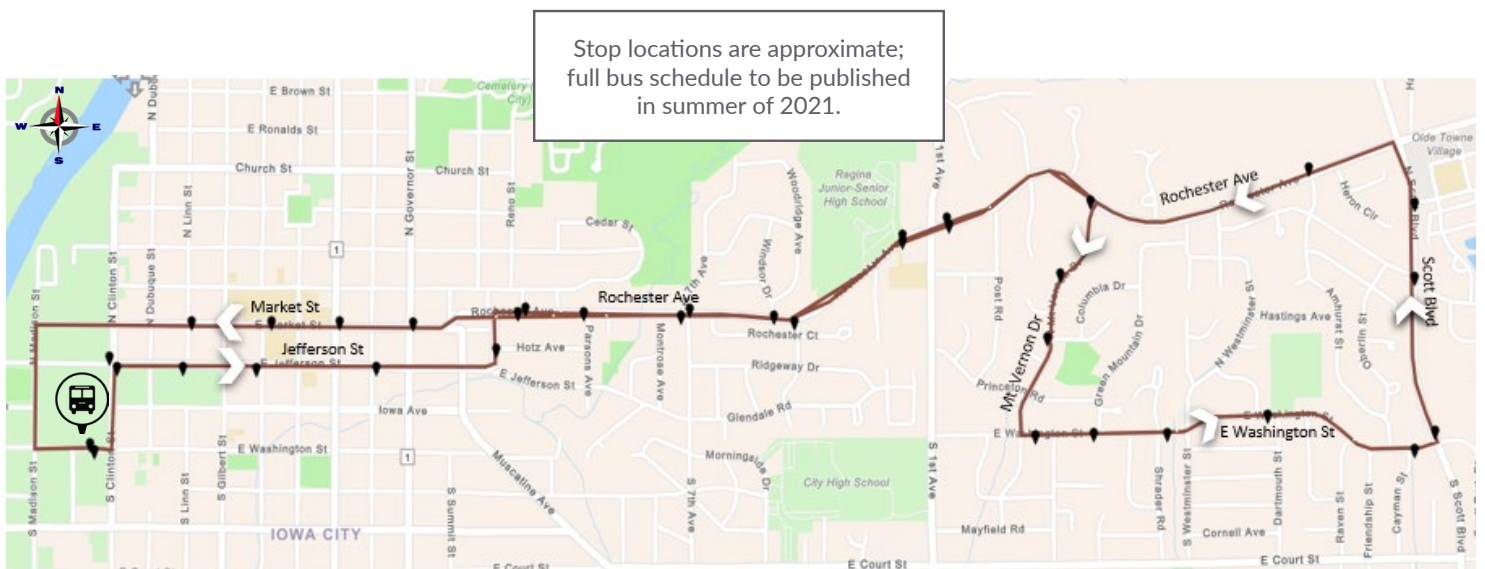 Stop locations are approximate;
full bus schedule to be published
in summer of 2021.
N
W
E
S
E Brown St
E Ronalds St
Church St
Church St
N Linn St
N Governor St
Reno St
Cedar St
1
Regina
Junior-Senior
High School
Woodridge Ave
Windsor Dr
1st Ave
Rochester Ave
Heron Cir
Olde Towne
Village
N Madison St
N Clinton St
N Dubuque St
Market St
E Market St
Jefferson St
E Jefferson St
Rochester Ave
Hotz Ave
E Jefferson St
Parsons Ave
Montrose Ave
7th Ave
Rochester Ct
Ridgeway Dr
Glendale Rd
Post Rd
Columbia Dr
Mt Vernon Dr
Green Mountain Dr
Princeton Rd
N Westminster St
Hastings Ave
Amhurst St
Oberlin St
Scott Blvd
Iowa Ave
E Washington St
1
E Washington St
E Washington St
E Washington St
S Madison St
S Clinton St
S Linn St
S Gilbert St
S Summit St
Muscatine Ave
S 7th Ave
Morningside Dr
City High School
S 1st Ave
Mayfield Rd
Shrader Rd
S Westminster St
Cornell Ave
Dartmouth St
Raven St
Friendship St
Cayman St
S Scott Blvd
IOWA CITY
E Court St
E Court St
E Court St